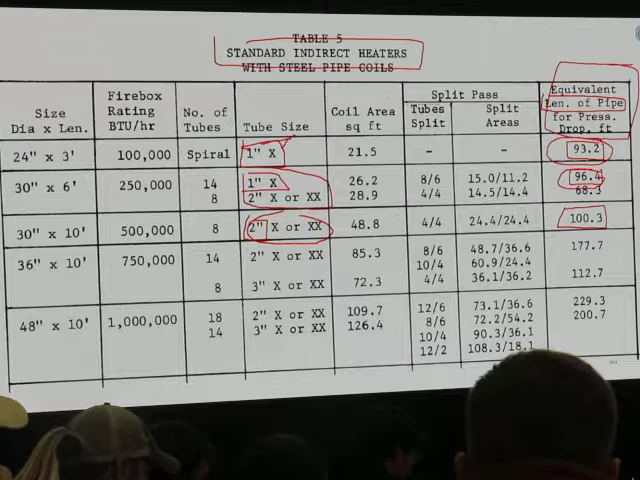 TABLE 5
STANDARD INDIRECT HEATERS
WITH STEEL PIPE COILS
Size Dia x Len. | Firebox Rating BTU/hr | No. of Tubes | Tube Size | Coil Area sq ft | Split Pass Tubes Split | Split Areas | Equivalent Len. of Pipe for Press. Drop, ft
24" x 3' 100,000 Spiral 1" X 21.5 - - 93.2
30" x 6' 250,000 14 1" X 26.2 8/6 15.0/11.2 96.4
8 2" X or XX 28.9 4/4 14.5/14.4 68.3
30" x 10' 500,000 8 2" X or XX 48.8 4/4 24.4/24.4 100.3
36" x 10' 750,000 14 2" X or XX 85.3 8/6 48.7/36.6 177.7
10/4 60.9/24.4
8 3" X or XX 72.3 4/4 36.1/36.2 112.7
48" x 10' 1,000,000 18 2" X or XX 109.7 12/6 73.1/36.6 229.3
14 3" X or XX 126.4 8/6 72.2/54.2 200.7
10/4 90.3/36.1
12/2 108.3/18.1